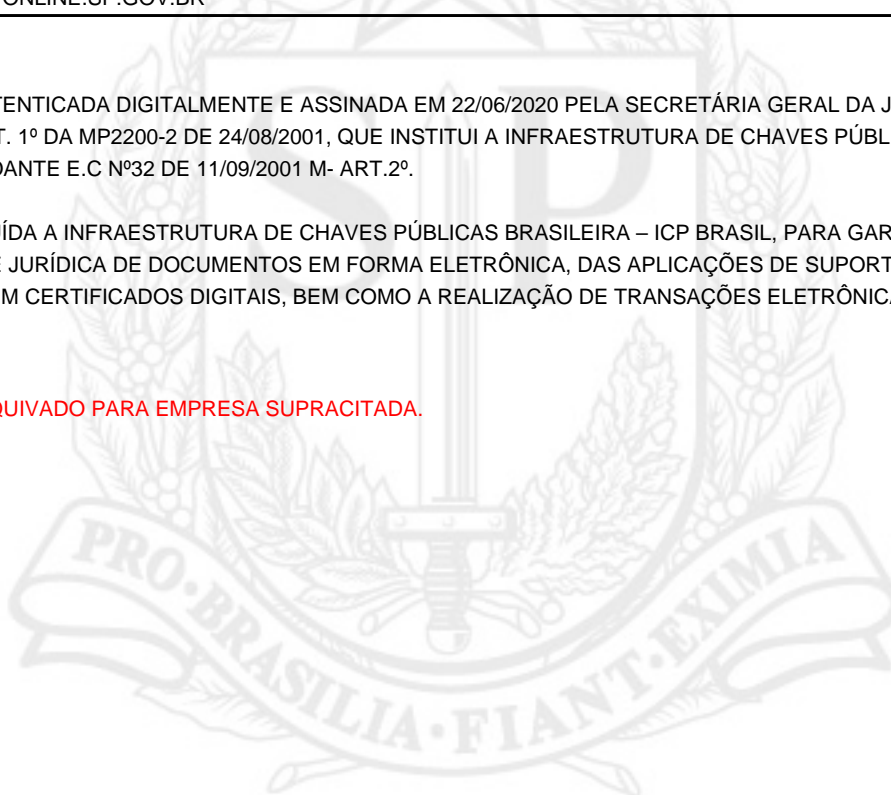 ONLINE.SP.GOV.BR
TENTICADA DIGITALMENTE E ASSINADA EM 22/06/2020 PELA SECRETÁRIA GERAL DA J
T. 1º DA MP2200-2 DE 24/08/2001, QUE INSTITUI A INFRAESTRUTURA DE CHAVES PÚBL
DANTE E.C Nº32 DE 11/09/2001 M- ART.2º.
UÍDA A INFRAESTRUTURA DE CHAVES PÚBLICAS BRASILEIRA – ICP BRASIL, PARA GAR
E JURÍDICA DE DOCUMENTOS EM FORMA ELETRÔNICA, DAS APLICAÇÕES DE SUPORT
M CERTIFICADOS DIGITAIS, BEM COMO A REALIZAÇÃO DE TRANSAÇÕES ELETRÔNICA
QUIVADO PARA EMPRESA SUPRACITADA.
SP
PRO·BRASILIA·FIANT·EXIMIA